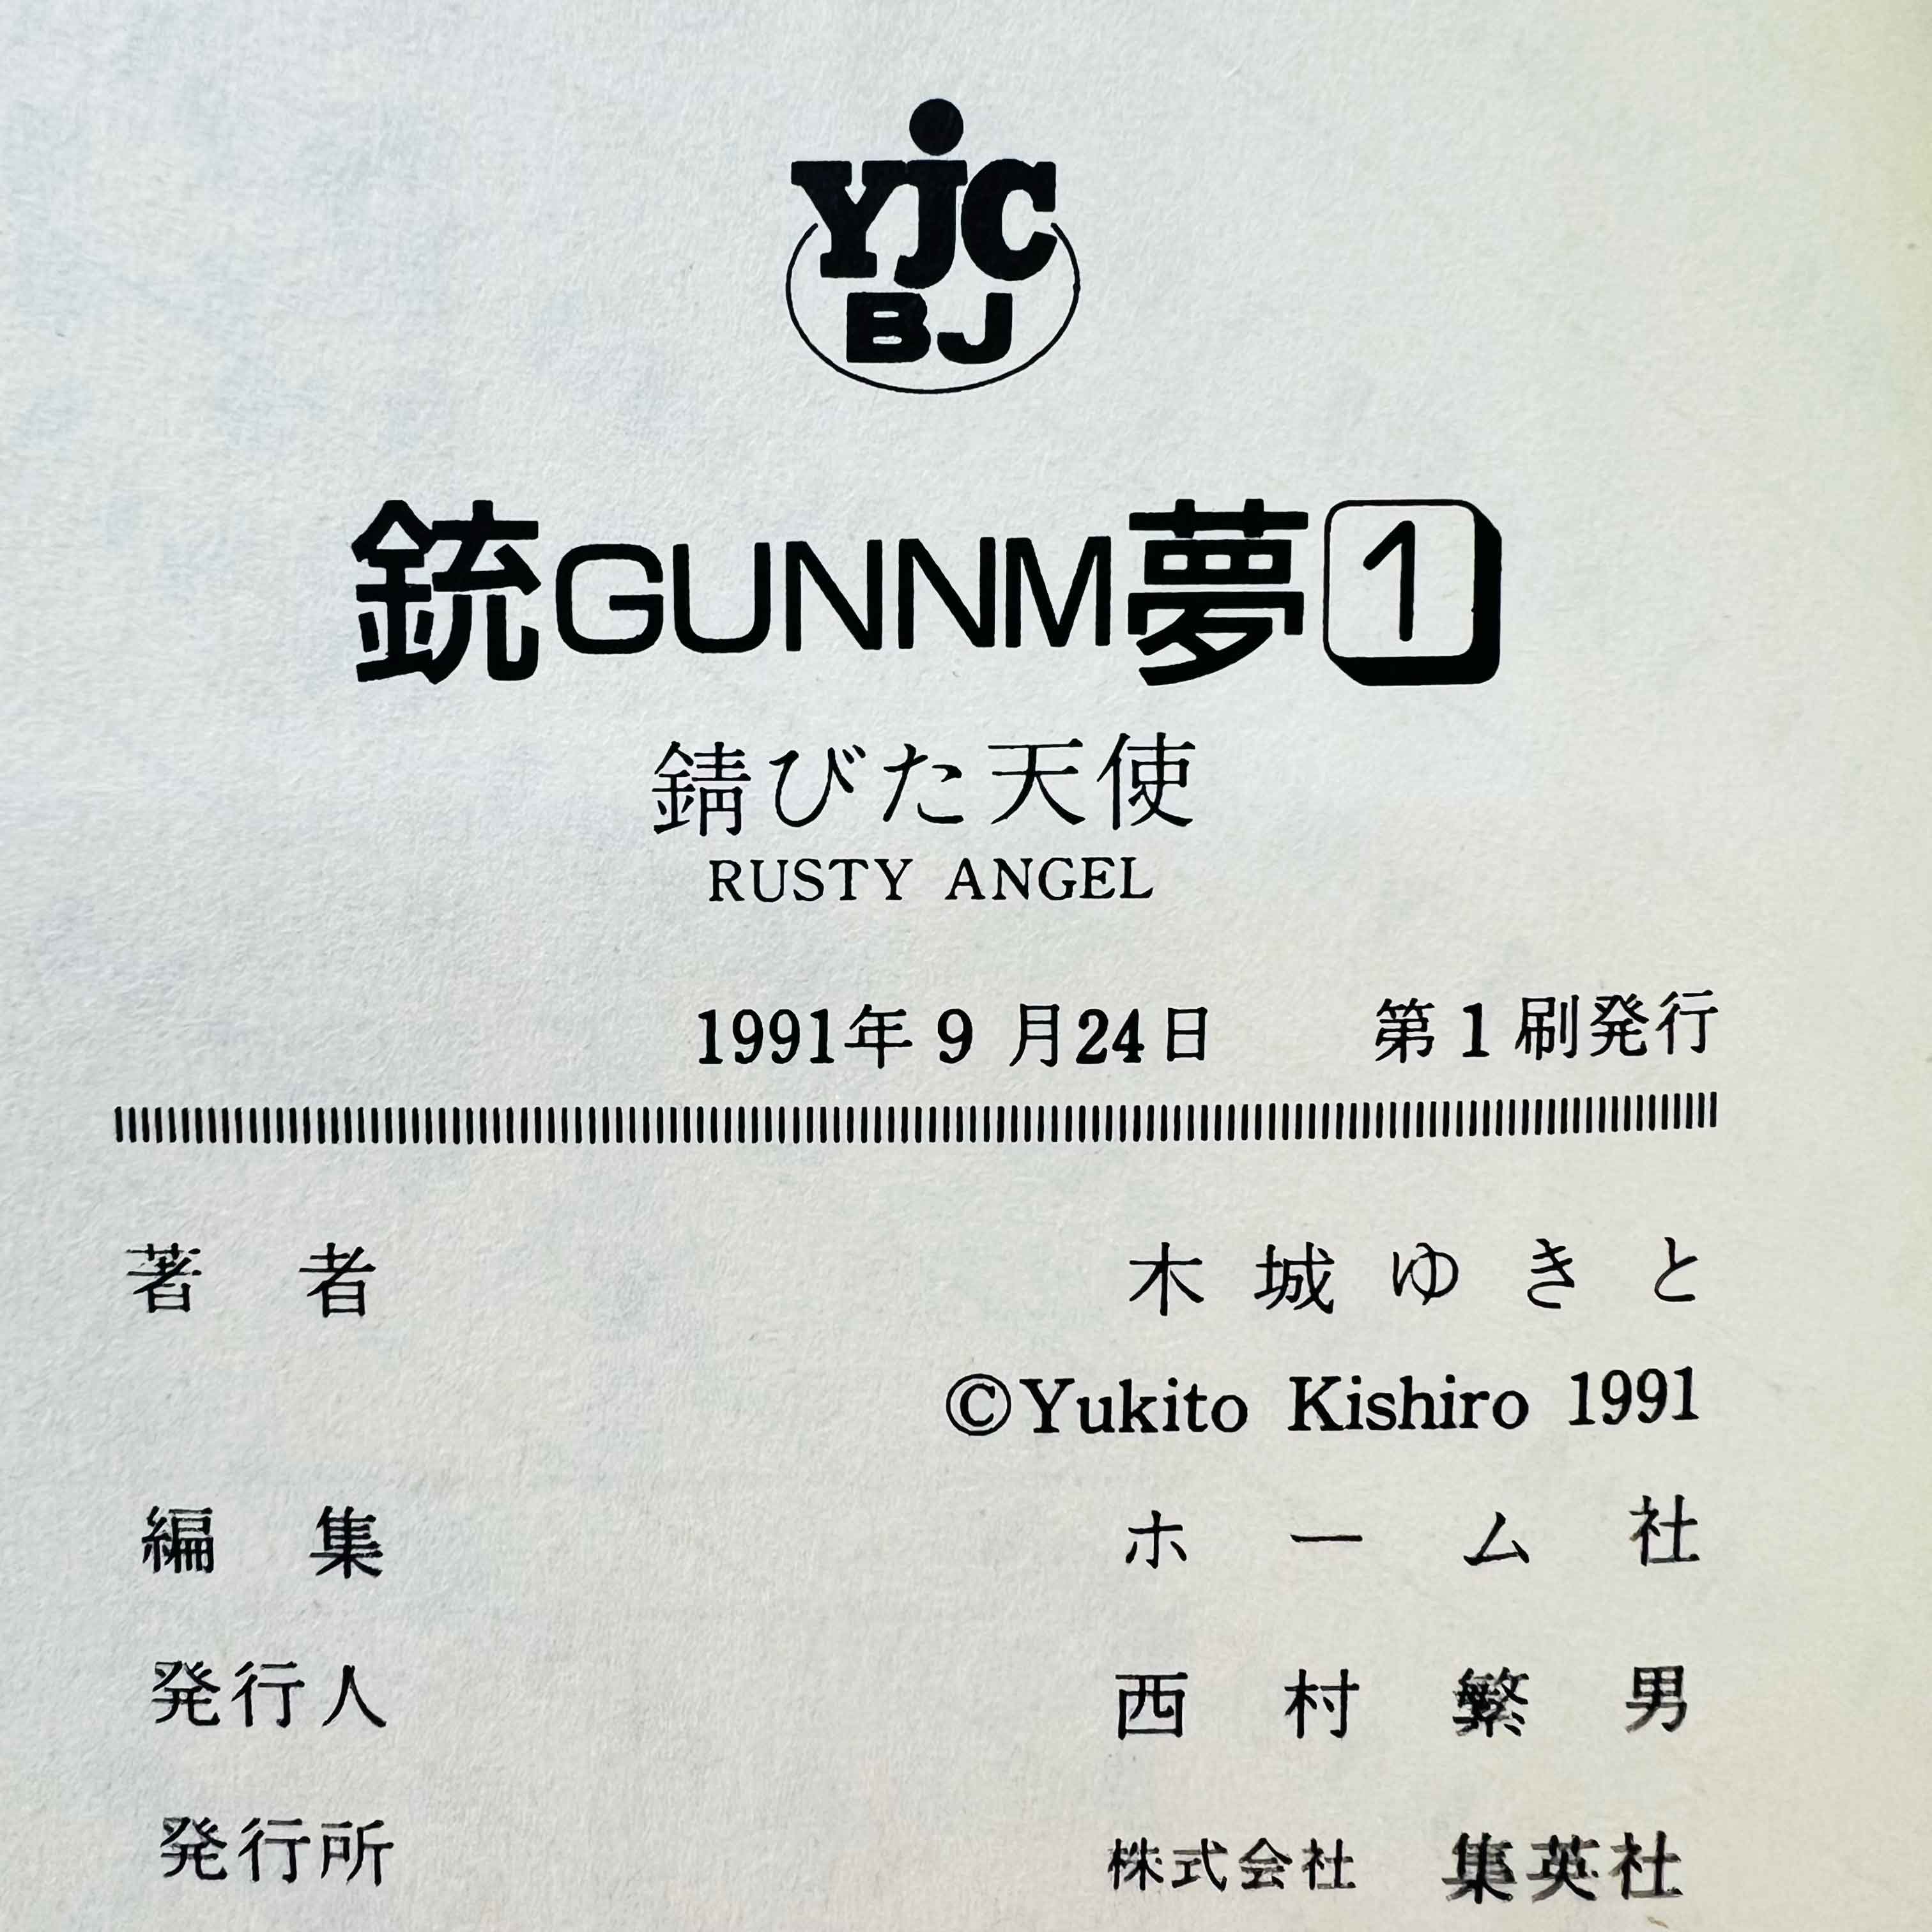 YJC
BJ
銃GUNNM夢1
錆びた天使
RUSTY ANGEL
1991年9月24日 第1刷発行
著者 木城ゆきと
©Yukito Kishiro 1991
編集 ホーム社
発行人 西村繁男
発行所 株式会社 集英社